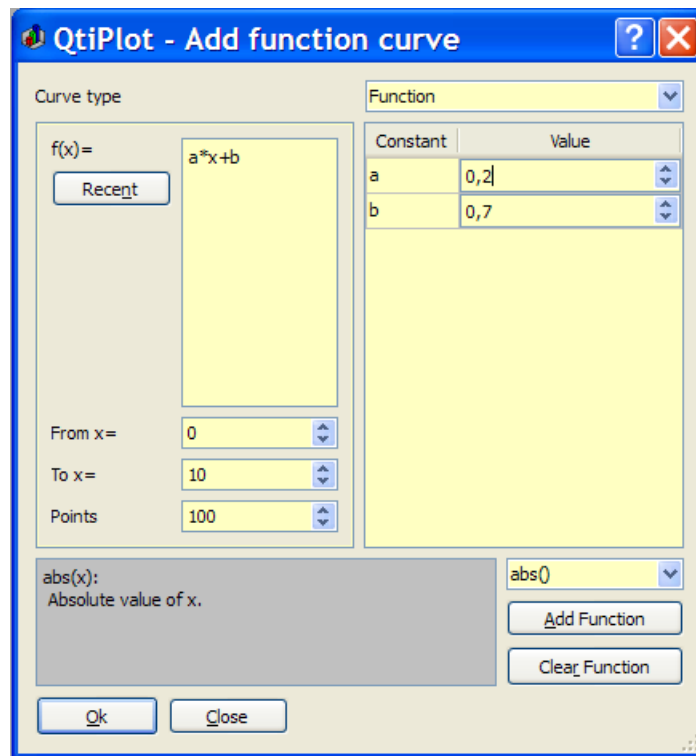 QtiPlot - Add function curve
Curve type
Function
f(x)=
Recent
a*x+b
From x=
0
To x=
10
Points
100
Constant Value
a 0,2
b 0,7
abs(x):
Absolute value of x.
abs()
Add Function
Clear Function
Ok
Close